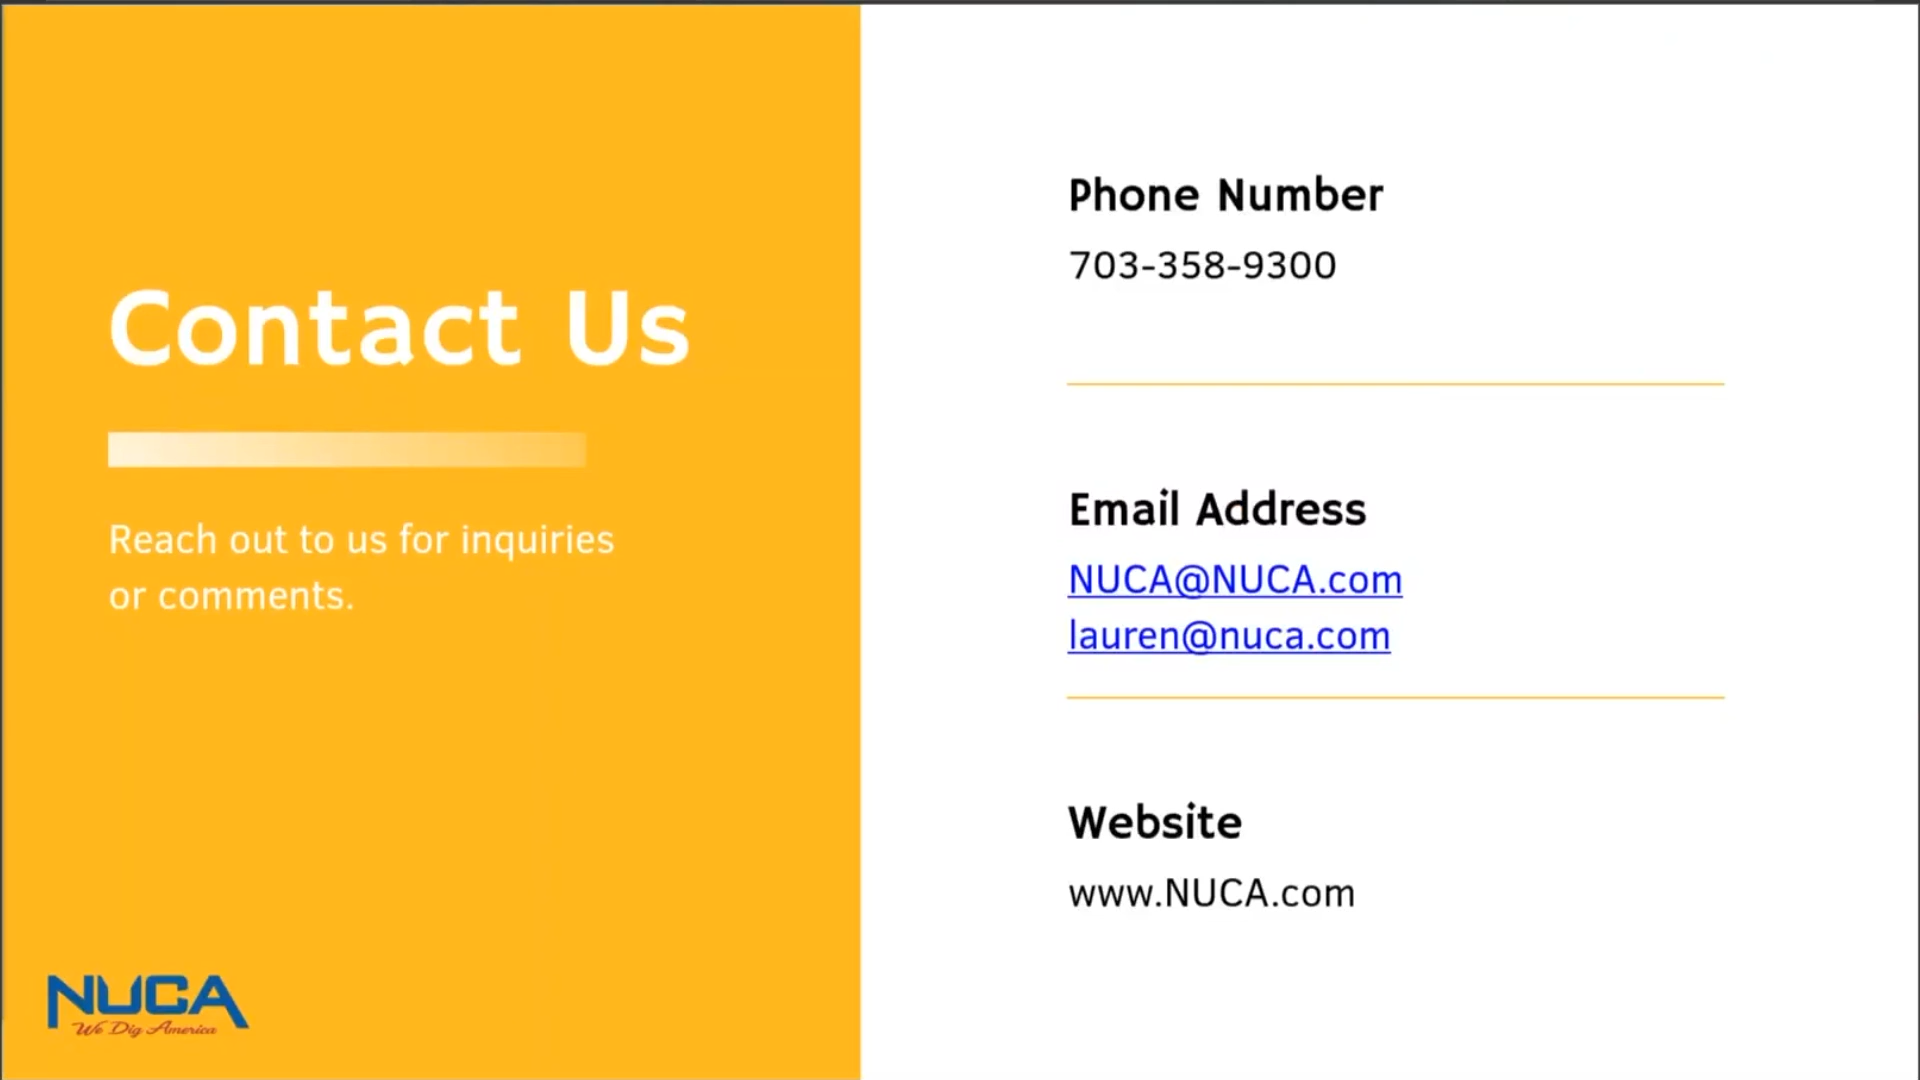 Contact Us
Reach out to us for inquiries
or comments.
NUCA
We Dig America
Phone Number
703-358-9300
Email Address
NUCA@NUCA.com
lauren@nuca.com
Website
www.NUCA.com